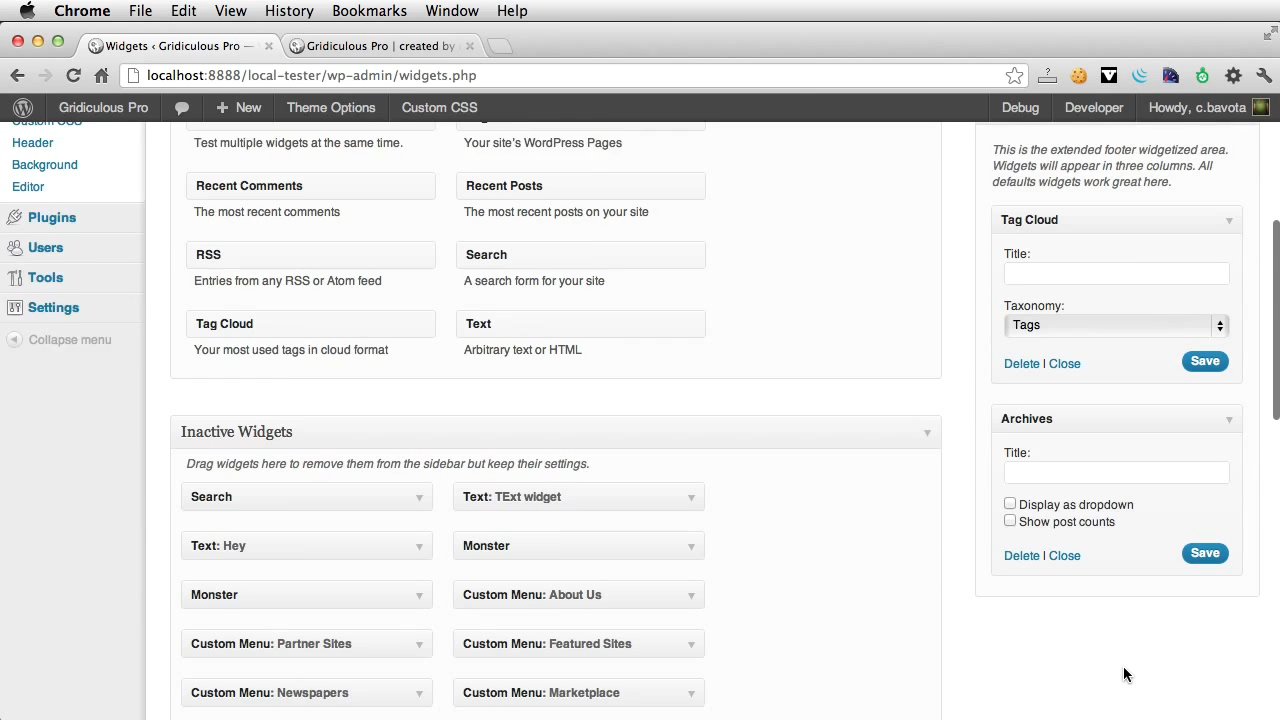 Chrome File Edit View History Bookmarks Window Help
Widgets ‹ Gridiculous Pro — Gridiculous Pro | created by
localhost:8888/local-tester/wp-admin/widgets.php
Gridiculous Pro + New Theme Options Custom CSS Debug Developer Howdy, c.bavota
Custom CSS
Header
Background
Editor
Plugins
Users
Tools
Settings
Collapse menu
Test multiple widgets at the same time. Your site's WordPress Pages
Recent Comments Recent Posts
The most recent comments The most recent posts on your site
RSS Search
Entries from any RSS or Atom feed A search form for your site
Tag Cloud Text
Your most used tags in cloud format Arbitrary text or HTML
Inactive Widgets
Drag widgets here to remove them from the sidebar but keep their settings.
Search Text: TExt widget
Text: Hey Monster
Monster Custom Menu: About Us
Custom Menu: Partner Sites Custom Menu: Featured Sites
Custom Menu: Newspapers Custom Menu: Marketplace
This is the extended footer widgetized area.
Widgets will appear in three columns. All
defaults widgets work great here.
Tag Cloud
Title:
Taxonomy:
Tags
Delete | Close Save
Archives
Title:
Display as dropdown
Show post counts
Delete | Close Save